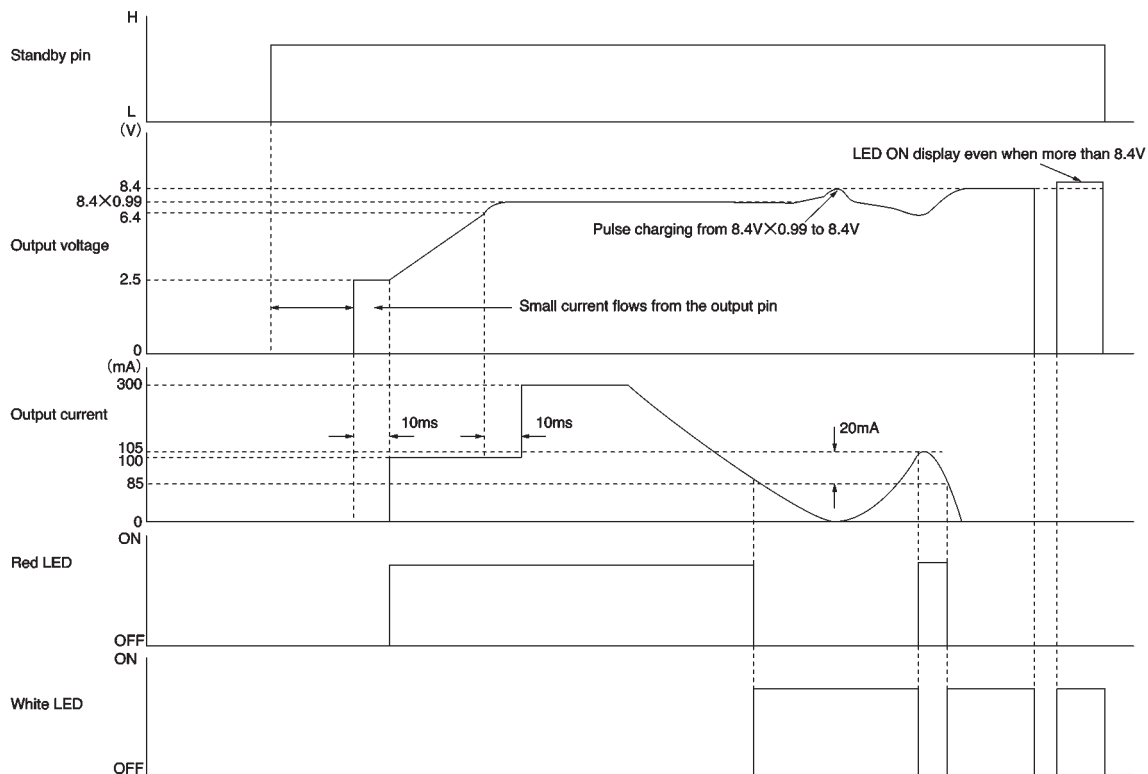 H
Standby pin
L
(V)
LED ON display even when more than 8.4V
8.4
8.4×0.99
6.4
Pulse charging from 8.4V×0.99 to 8.4V
Output voltage
2.5
Small current flows from the output pin
0
(mA)
300
Output current
10ms
10ms
20mA
105
100
85
0
ON
Red LED
OFF
ON
White LED
OFF